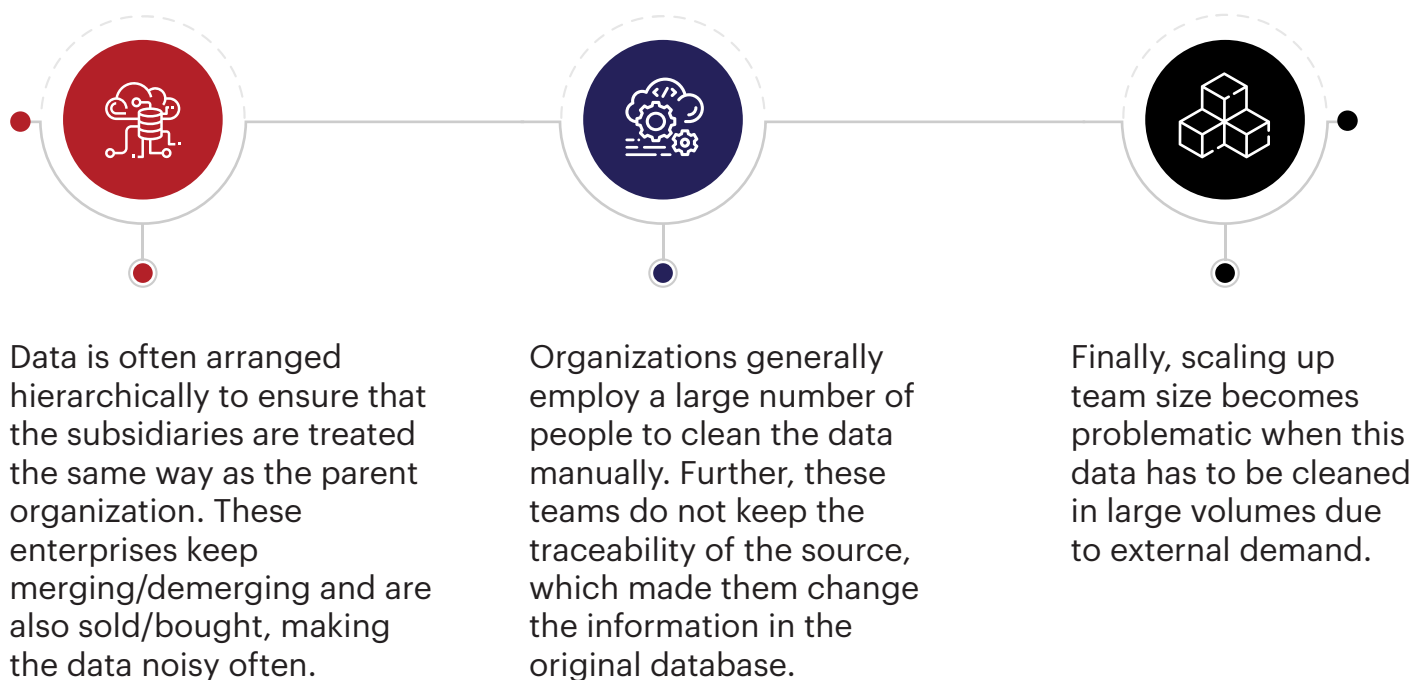 Data is often arranged
hierarchically to ensure that
the subsidiaries are treated
the same way as the parent
organization. These
enterprises keep
merging/demerging and are
also sold/bought, making
the data noisy often.
Organizations generally
employ a large number of
people to clean the data
manually. Further, these
teams do not keep the
traceability of the source,
which made them change
the information in the
original database.
Finally, scaling up
team size becomes
problematic when this
data has to be cleaned
in large volumes due
to external demand.